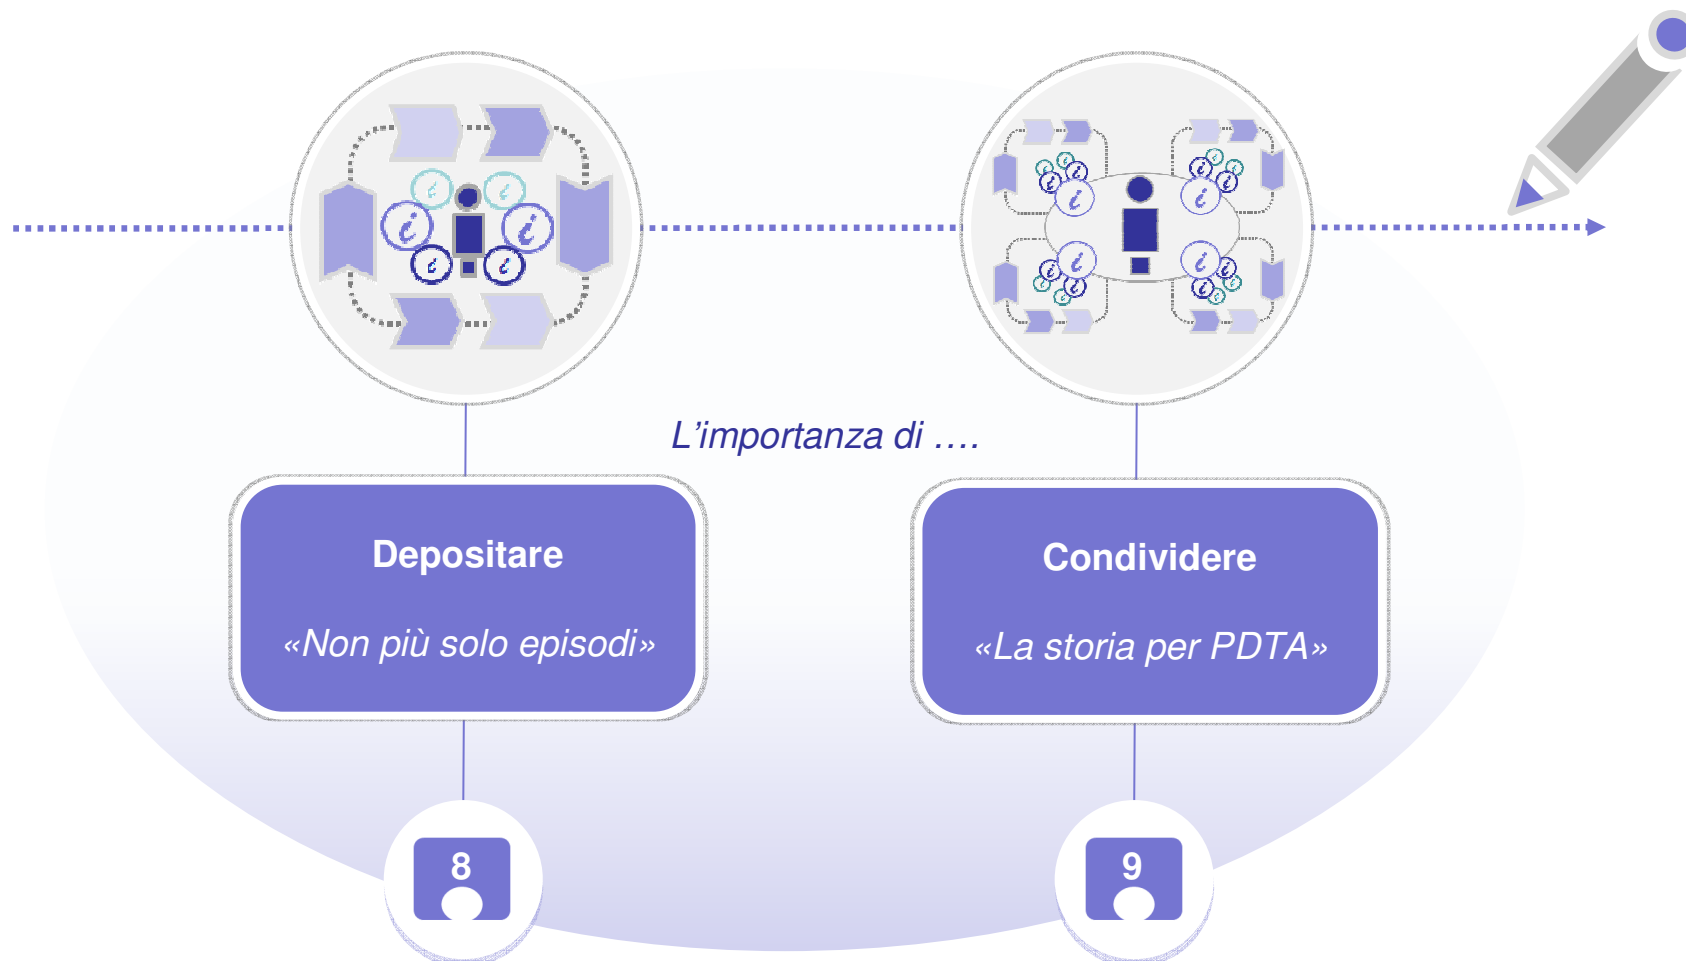 i i
i i
i i
i i i i i i
i i i i
i i
i i i i
i i i i
i i
L'importanza di ….
Depositare
«Non più solo episodi»
Condividere
«La storia per PDTA»
8
9